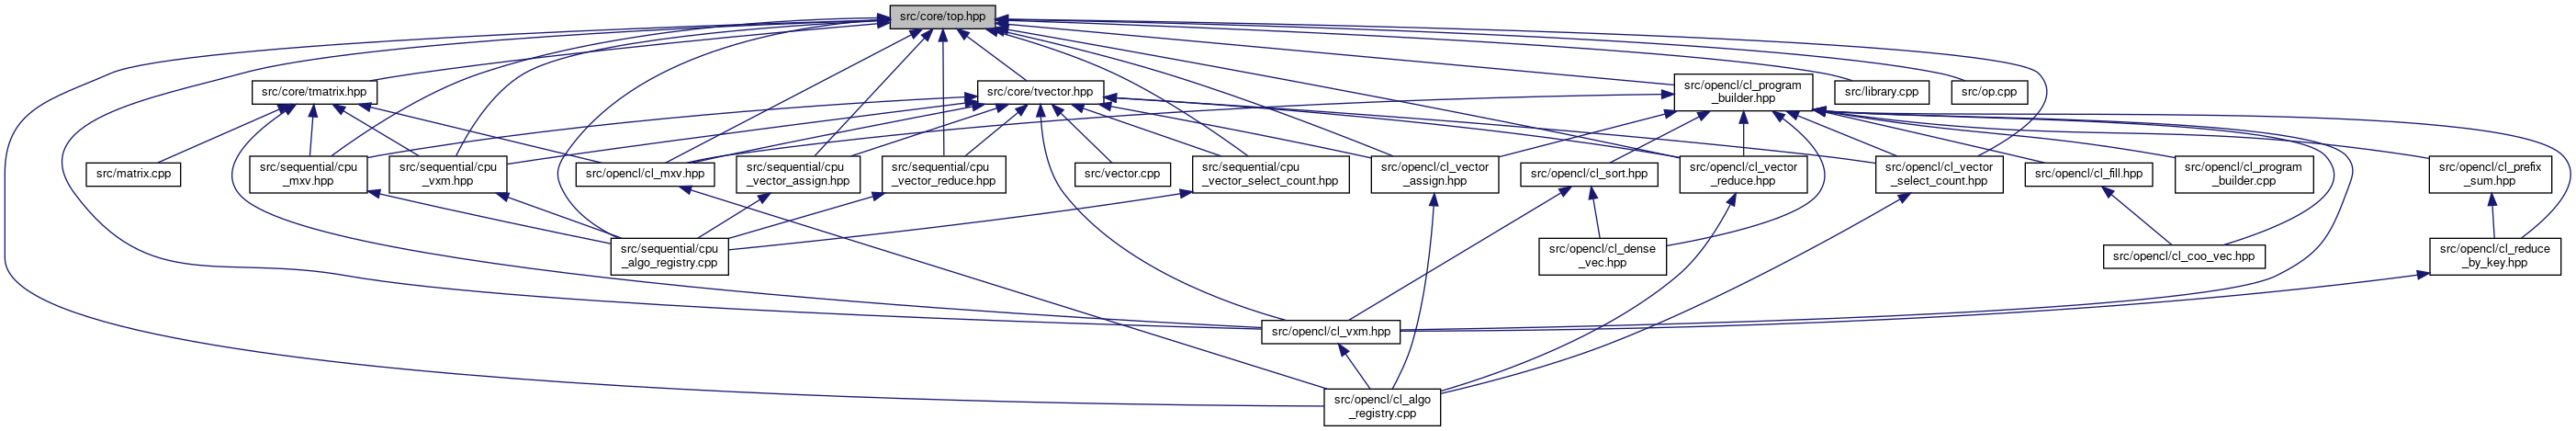 src/core/top.hpp
src/core/tmatrix.hpp
src/core/tvector.hpp
src/opencl/cl_program
_builder.hpp
src/library.cpp
src/op.cpp
src/matrix.cpp
src/sequential/cpu
_mxv.hpp
src/sequential/cpu
_vxm.hpp
src/opencl/cl_mxv.hpp
src/sequential/cpu
_vector_assign.hpp
src/sequential/cpu
_vector_reduce.hpp
src/vector.cpp
src/sequential/cpu
_vector_select_count.hpp
src/opencl/cl_vector
_assign.hpp
src/opencl/cl_sort.hpp
src/opencl/cl_vector
_reduce.hpp
src/opencl/cl_vector
_select_count.hpp
src/opencl/cl_fill.hpp
src/opencl/cl_program
_builder.cpp
src/opencl/cl_prefix
_sum.hpp
src/sequential/cpu
_algo_registry.cpp
src/opencl/cl_dense
_vec.hpp
src/opencl/cl_coo_vec.hpp
src/opencl/cl_reduce
_by_key.hpp
src/opencl/cl_vxm.hpp
src/opencl/cl_algo
_registry.cpp